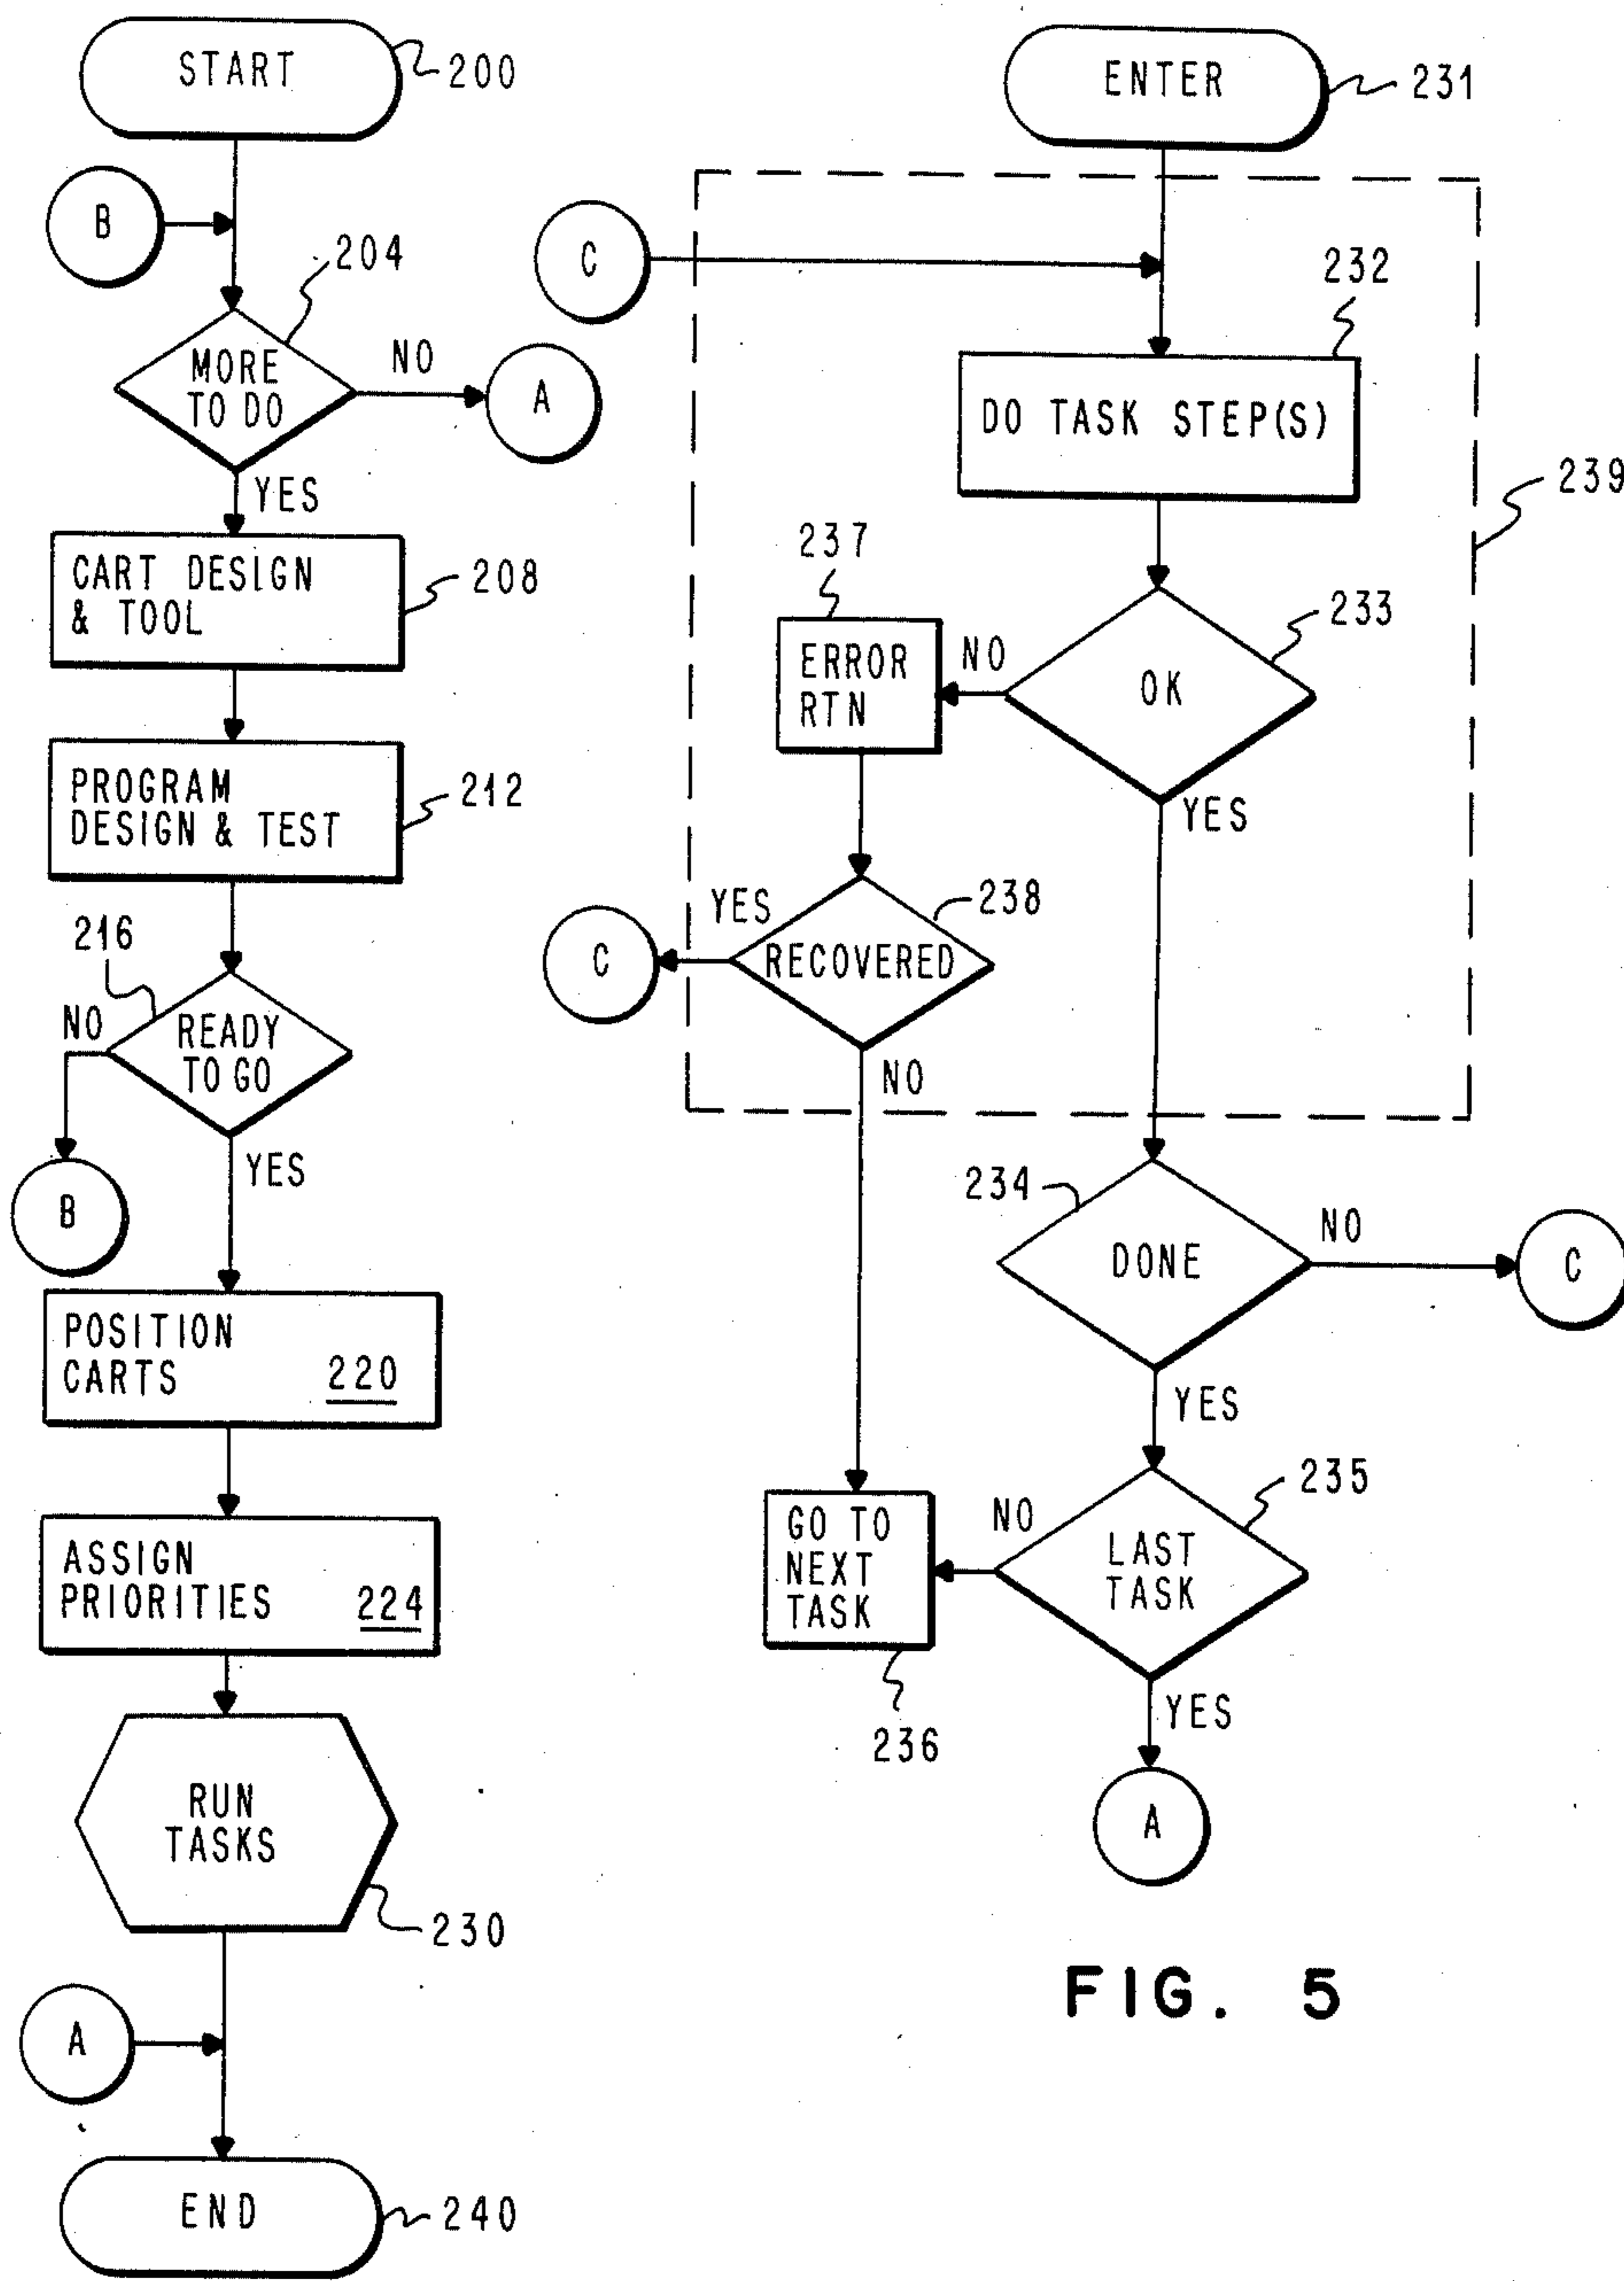 START
200
B
204
MORE
TO DO
NO
A
YES
CART DESIGN
& TOOL
208
PROGRAM
DESIGN & TEST
212
216
NO
READY
TO GO
B
YES
POSITION
CARTS
220
ASSIGN
PRIORITIES
224
RUN
TASKS
230
A
END
240
ENTER
231
C
232
DO TASK STEP(S)
239
237
ERROR
RTN
NO
233
OK
YES
YES
238
C
RECOVERED
NO
234
DONE
NO
C
YES
235
NO
GO TO
NEXT
TASK
LAST
TASK
236
YES
A
FIG. 5